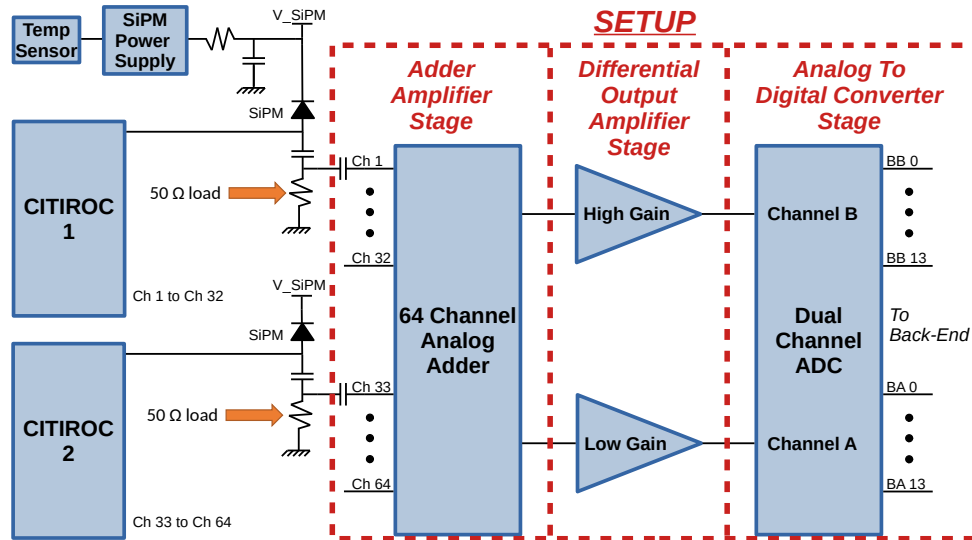 SETUP
Temp
Sensor
SiPM
Power
Supply
V_SiPM
SiPM
CITIROC
1
50 Ω load
Ch 1 to Ch 32
V_SiPM
SiPM
CITIROC
2
50 Ω load
Ch 33 to Ch 64
Adder
Amplifier
Stage
Ch 1
Ch 32
64 Channel
Analog
Adder
Ch 33
Ch 64
Differential
Output
Amplifier
Stage
High Gain
Low Gain
Analog To
Digital Converter
Stage
Channel B
Dual
Channel
ADC
Channel A
BB 0
BB 13
To
Back-End
BA 0
BA 13